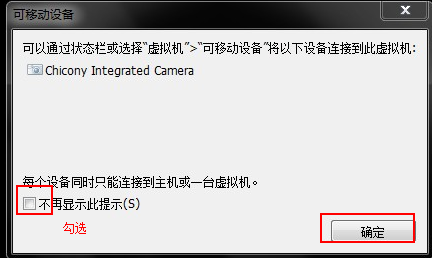 可移动设备
可以通过状态栏或选择“虚拟机”>“可移动设备”将以下设备连接到此虚拟机:
Chicony Integrated Camera
每个设备同时只能连接到主机或一台虚拟机。
不再显示此提示(S)
勾选
确定